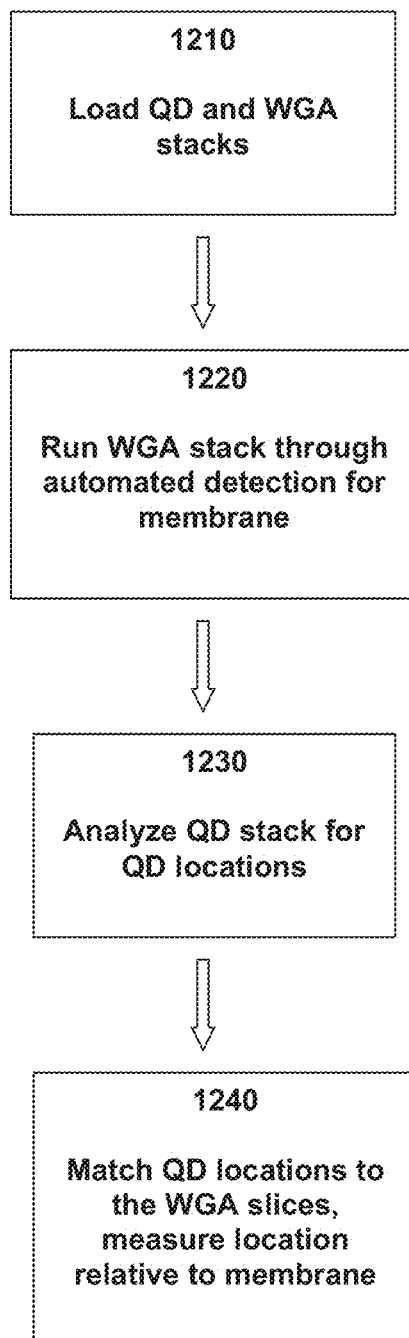 1210
Load QD and WGA
stacks
1220
Run WGA stack through
automated detection for
membrane
1230
Analyze QD stack for
QD locations
1240
Match QD locations to
the WGA slices,
measure location
relative to membrane